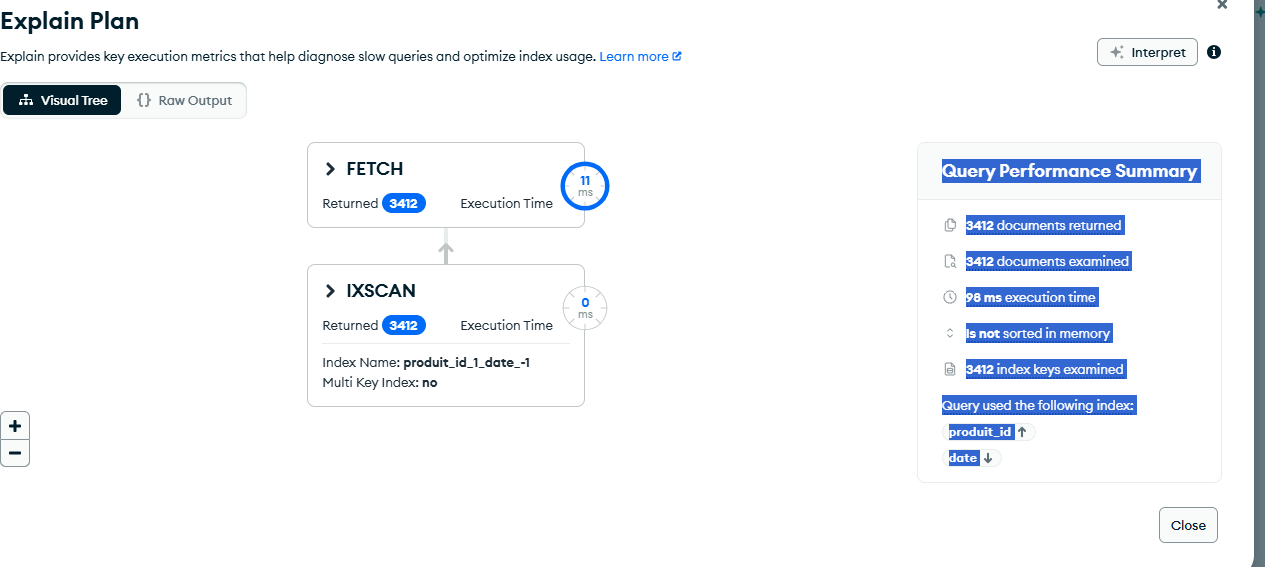 Explain Plan
Explain provides key execution metrics that help diagnose slow queries and optimize index usage. Learn more
Interpret
Visual Tree
{} Raw Output
FETCH
Returned 3412 Execution Time
11
ms
IXSCAN
Returned 3412 Execution Time
0
ms
Index Name: produit_id_1_date_-1
Multi Key Index: no
Query Performance Summary
3412 documents returned
3412 documents examined
98 ms execution time
Is not sorted in memory
3412 index keys examined
Query used the following index:
produit_id ↑
date ↓
+
−
Close